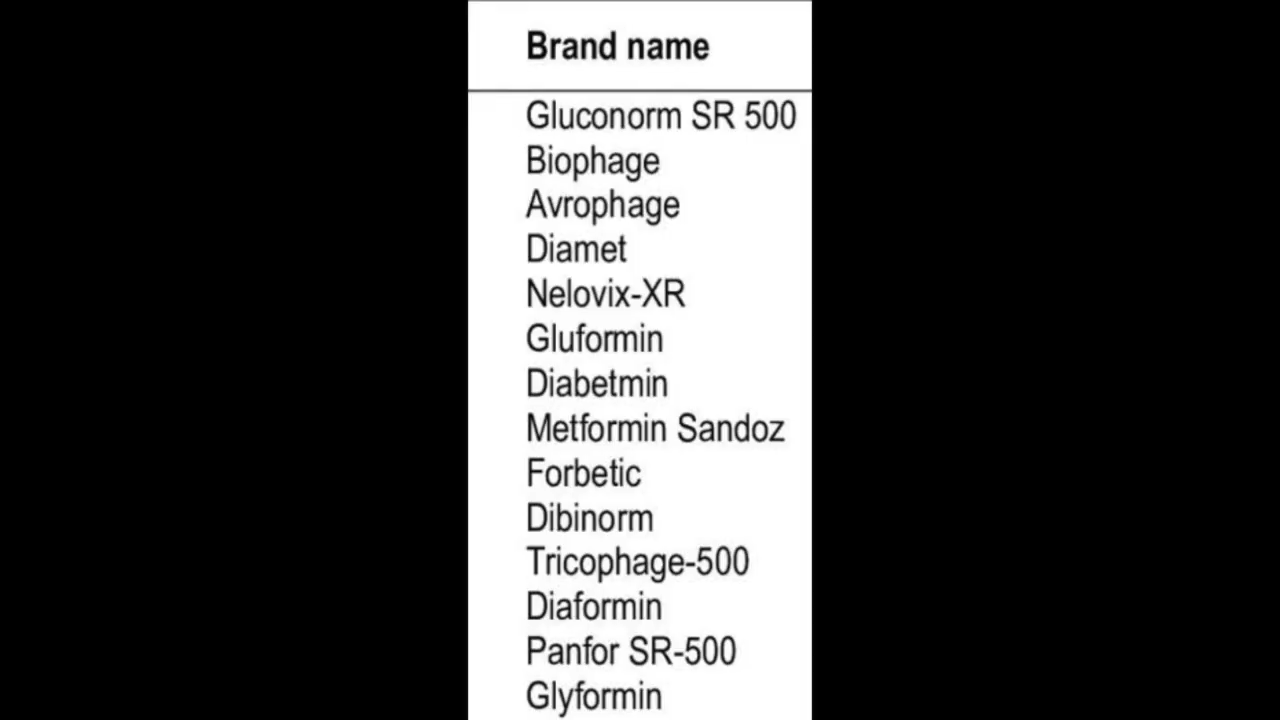 Brand name
Gluconorm SR 500
Biophage
Avrophage
Diamet
Nelovix-XR
Gluformin
Diabetmin
Metformin Sandoz
Forbetic
Dibinorm
Tricophage-500
Diaformin
Panfor SR-500
Glyformin